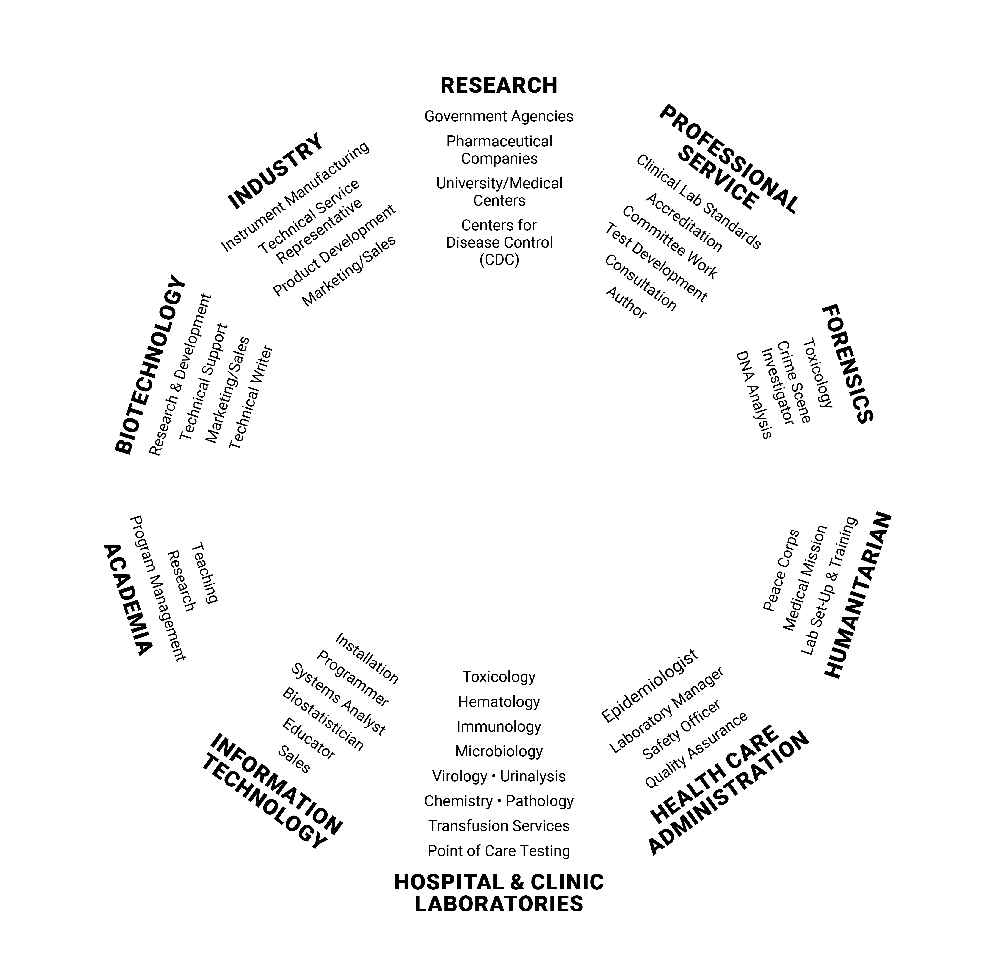 RESEARCH
Government Agencies
Pharmaceutical
Companies
University/Medical
Centers
Centers for
Disease Control
(CDC)
PROFESSIONAL
SERVICE
Clinical Lab Standards
Accreditation
Committee Work
Test Development
Consultation
Author
FORENSICS
Toxicology
Crime Scene
Investigator
DNA Analysis
HUMANITARIAN
Lab Set-Up & Training
Medical Mission
Peace Corps
Epidemiologist
Laboratory Manager
Safety Officer
Quality Assurance
HEALTH CARE
ADMINISTRATION
Toxicology
Hematology
Immunology
Microbiology
Virology • Urinalysis
Chemistry • Pathology
Transfusion Services
Point of Care Testing
HOSPITAL & CLINIC
LABORATORIES
Installation
Programmer
Systems Analyst
Biostatistician
Educator
Sales
INFORMATION
TECHNOLOGY
Teaching
Research
Program Management
ACADEMIA
BIOTECHNOLOGY
Research & Development
Technical Support
Marketing/Sales
Technical Writer
INDUSTRY
Instrument Manufacturing
Technical Service
Representative
Product Development
Marketing/Sales